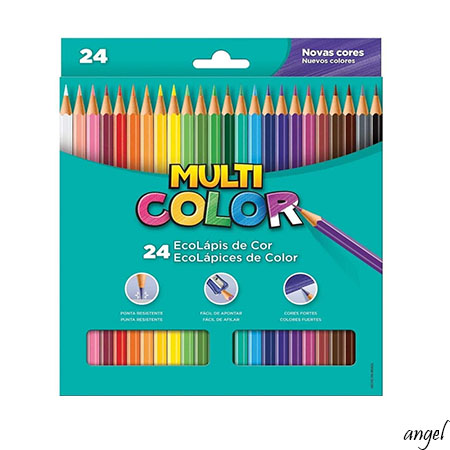 24
Novas cores
Nuevos colores
MULTI
COLOR
24 EcoLápis de Cor
EcoLápices de Color
PONTA RESISTENTE
PUNTA RESISTENTE
FÁCIL DE APONTAR
FÁCIL DE AFILAR
CORES FORTES
COLORES FUERTES
angel